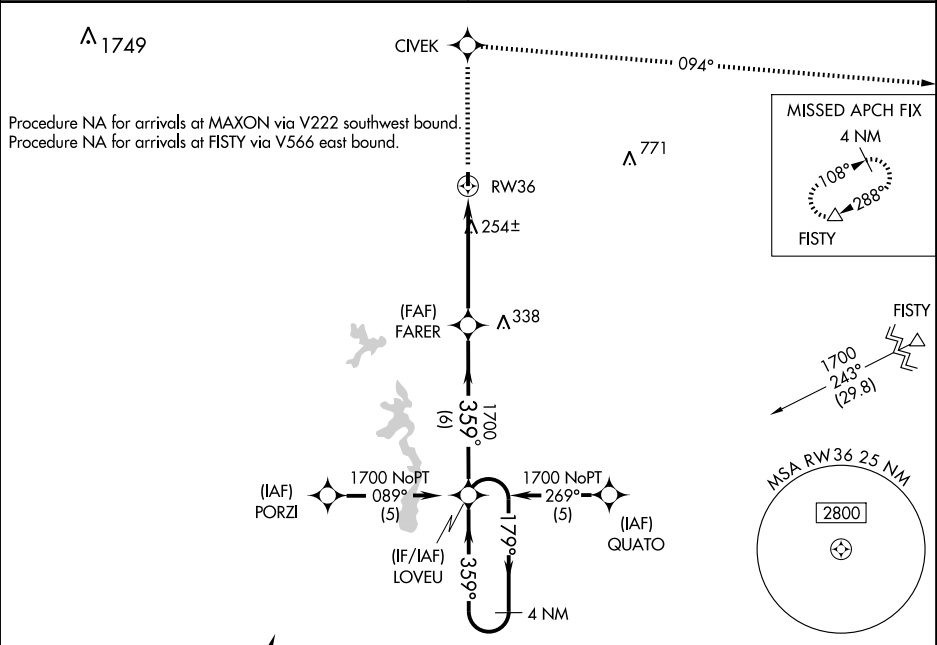 1749
CIVEK
094°
Procedure NA for arrivals at MAXON via V222 southwest bound.
Procedure NA for arrivals at FISTY via V566 east bound.
MISSED APCH FIX
4 NM
108°
288°
FISTY
771
RW36
254±
(FAF)
FARER
338
FISTY
1700
243°
(29.8)
1700
359°
(6)
MSA RW36 25 NM
2800
(IAF)
PORZI
1700 NoPT
089°
(5)
1700 NoPT
269°
(5)
(IAF)
QUATO
(IF/IAF)
LOVEU
359°
179°
4 NM